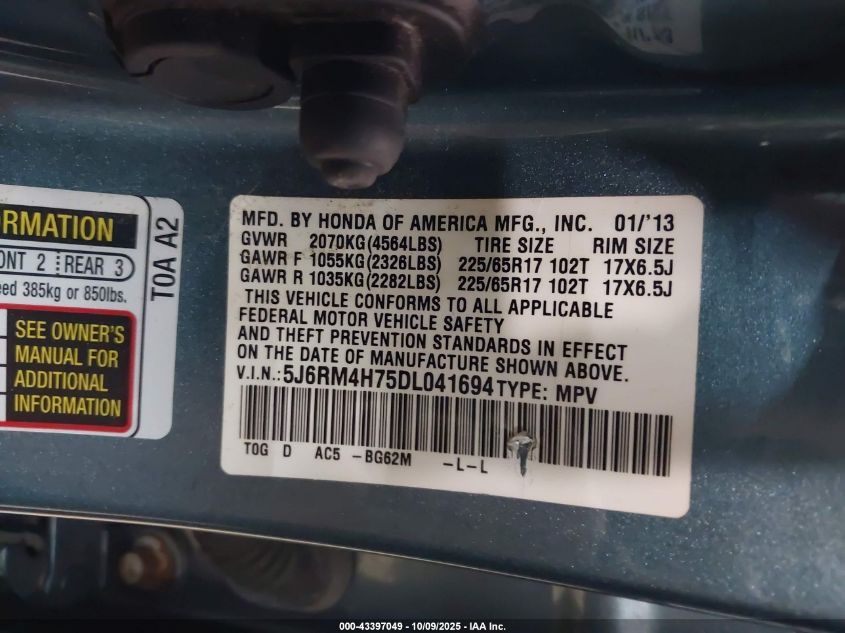 ORMATION
ONT 2 REAR 3
eed 385kg or 850lbs.
SEE OWNER'S
MANUAL FOR
ADDITIONAL
INFORMATION
T0A A2
MFD. BY HONDA OF AMERICA MFG., INC. 01/'13
GVWR 2070KG(4564LBS) TIRE SIZE RIM SIZE
GAWR F 1055KG(2326LBS) 225/65R17 102T 17X6.5J
GAWR R 1035KG(2282LBS) 225/65R17 102T 17X6.5J
THIS VEHICLE CONFORMS TO ALL APPLICABLE
FEDERAL MOTOR VEHICLE SAFETY
AND THEFT PREVENTION STANDARDS IN EFFECT
ON THE DATE OF MANUFACTURE SHOWN ABOVE.
V.I.N.: 5J6RM4H75DL041694 TYPE: MPV
T0G D AC5 -BG62M -L-L
000-43397049 - 10/09/2025 - IAA Inc.